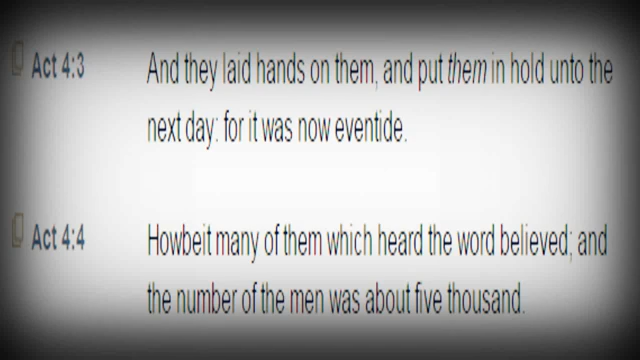 Act 4:3 And they laid hands on them, and put them in hold unto the
next day: for it was now eventide.
Act 4:4 Howbeit many of them which heard the word believed; and
the number of the men was about five thousand.